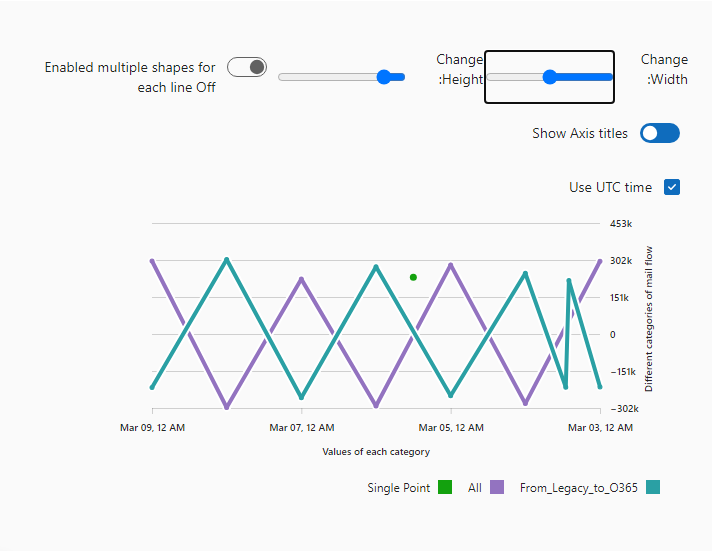 Enabled multiple shapes for
each line Off
Change
:Height
Change
:Width
Show Axis titles
Use UTC time
453k
302k
151k
0
−151k
−302k
Different categories of mail flow
Mar 09, 12 AM
Mar 07, 12 AM
Mar 05, 12 AM
Mar 03, 12 AM
Values of each category
Single Point
All
From_Legacy_to_O365